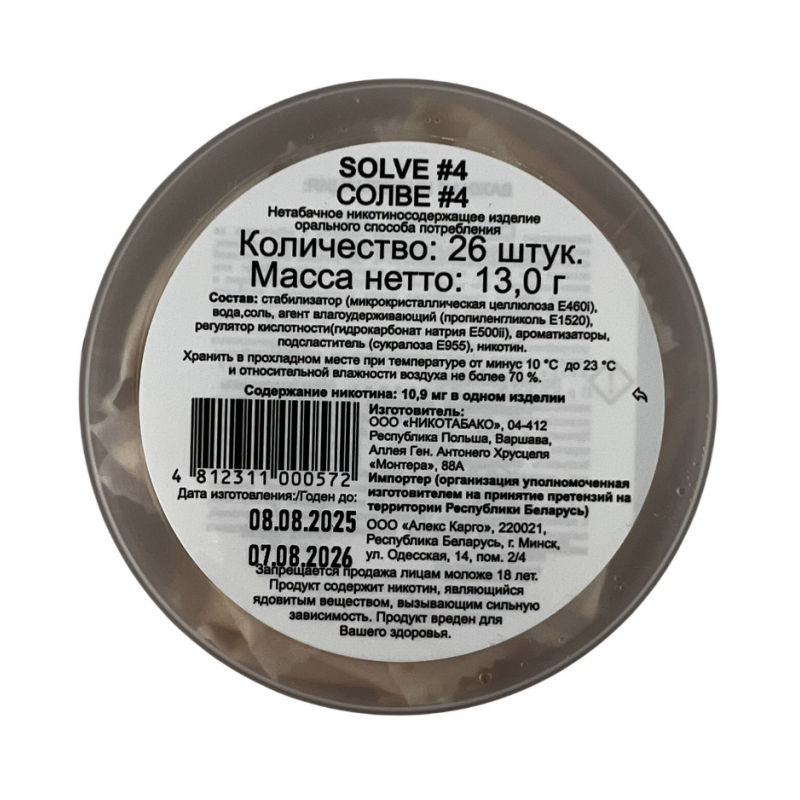 SOLVE #4
СОЛВЕ #4
Нетабачное никотиносодержащее изделие
орального способа потребления
Количество: 26 штук.
Масса нетто: 13,0 г
Состав: стабилизатор (микрокристаллическая целлюлоза Е460i),
вода,соль, агент влагоудерживающий (пропиленгликоль Е1520),
регулятор кислотности(гидрокарбонат натрия Е500ii), ароматизаторы,
подсластитель (сукралоза Е955), никотин.
Хранить в прохладном месте при температуре от минус 10 °С до 23 °С
и относительной влажности воздуха не более 70 %.
Содержание никотина: 10,9 мг в одном изделии
4 812311 000572
Дата изготовления:/Годен до:
08.08.2025
07.08.2026
Изготовитель:
ООО «НИКОТАБАКО», 04-412
Республика Польша, Варшава,
Аллея Ген. Антонего Хрусцеля
«Монтера», 88А
Импортер (организация уполномоченная
изготовителем на принятие претензий на
территории Республики Беларусь)
ООО «Алекс Карго», 220021,
Республика Беларусь, г. Минск,
ул. Одесская, 14, пом. 2/4
Запрещается продажа лицам моложе 18 лет.
Продукт содержит никотин, являющийся
ядовитым веществом, вызывающим сильную
зависимость. Продукт вреден для
Вашего здоровья.